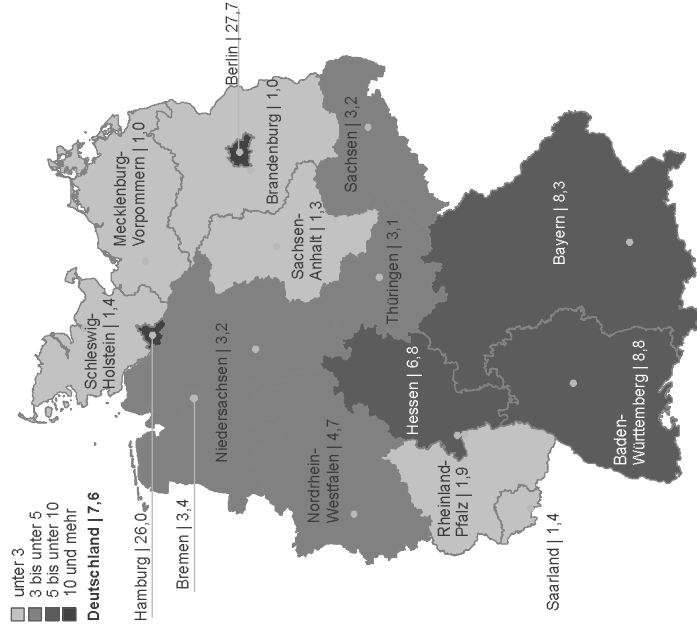 unter 3
3 bis unter 5
5 bis unter 10
10 und mehr
Deutschland | 7,6
Schleswig-
Holstein | 1,4
Mecklenburg-
Vorpommern | 1,0
Hamburg | 26,0
Bremen | 3,4
Berlin | 27,7
Niedersachsen | 3,2
Brandenburg | 1,0
Sachsen-
Anhalt | 1,3
Nordrhein-
Westfalen | 4,7
Sachsen | 3,2
Thüringen | 3,1
Hessen | 6,8
Rheinland-
Pfalz | 1,9
Saarland | 1,4
Baden-
Württemberg | 8,8
Bayern | 8,3